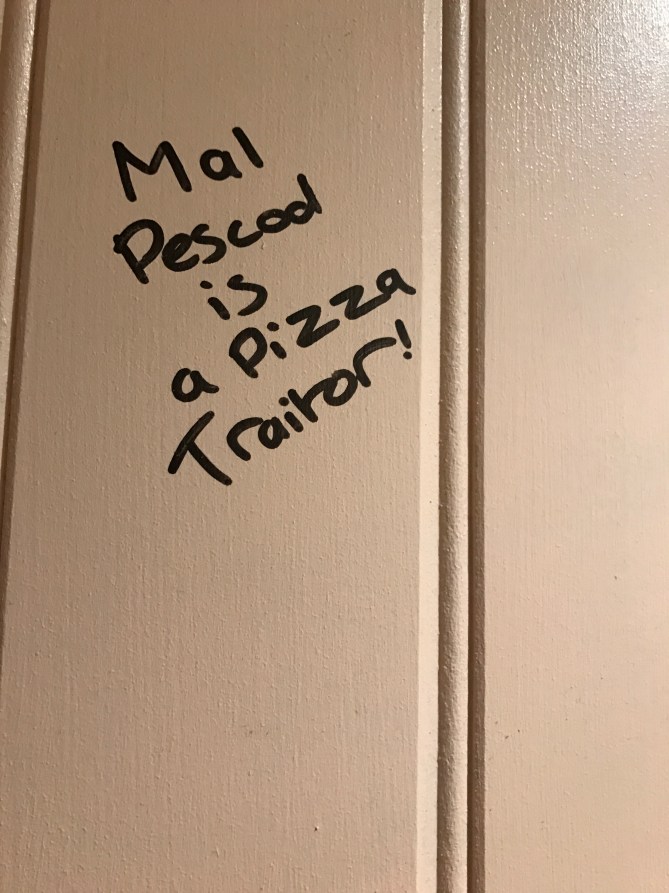 Mal
Pescod
is
a Pizza
Traitor!